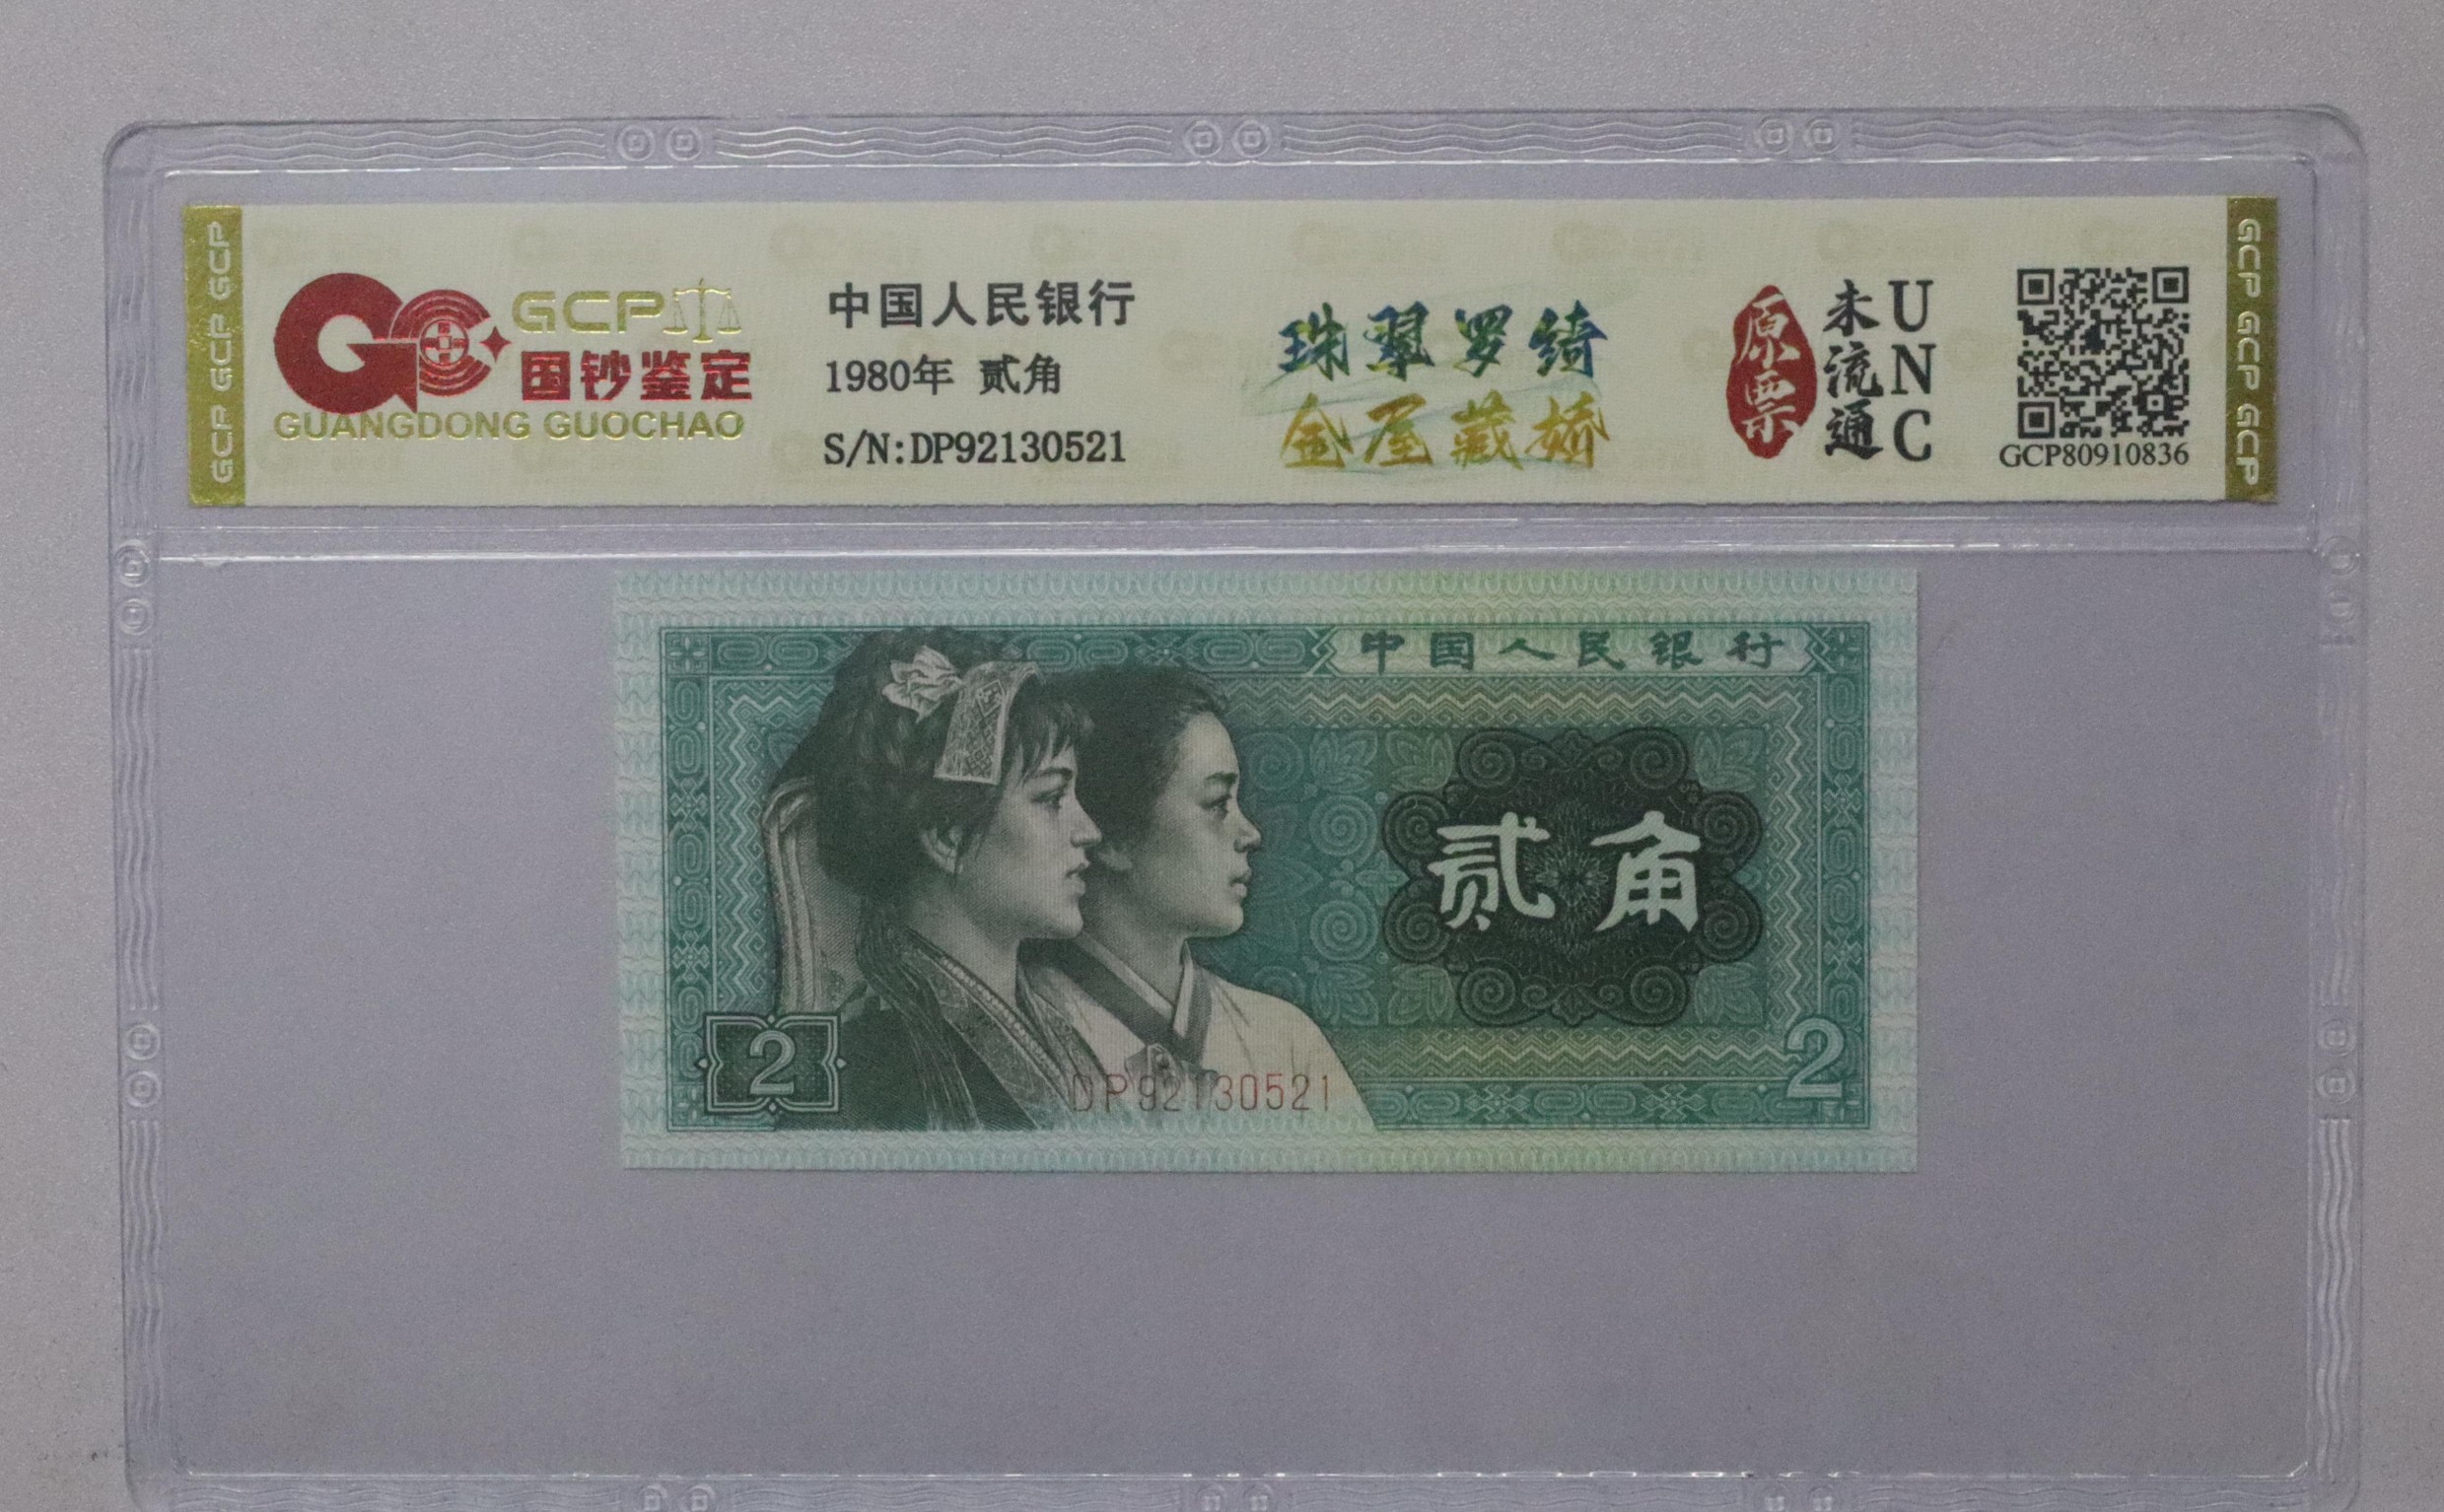 GCP GCP GCP
GCP
国钞鉴定
GUANGDONG GUOCHAO
中国人民银行
1980年 贰角
S/N:DP92130521
珠翠罗绮
金屋藏娇
原票
未流通
UNC
GCP80910836
GCP GCP GCP
中国人民银行
贰角
2
DP92130521
2